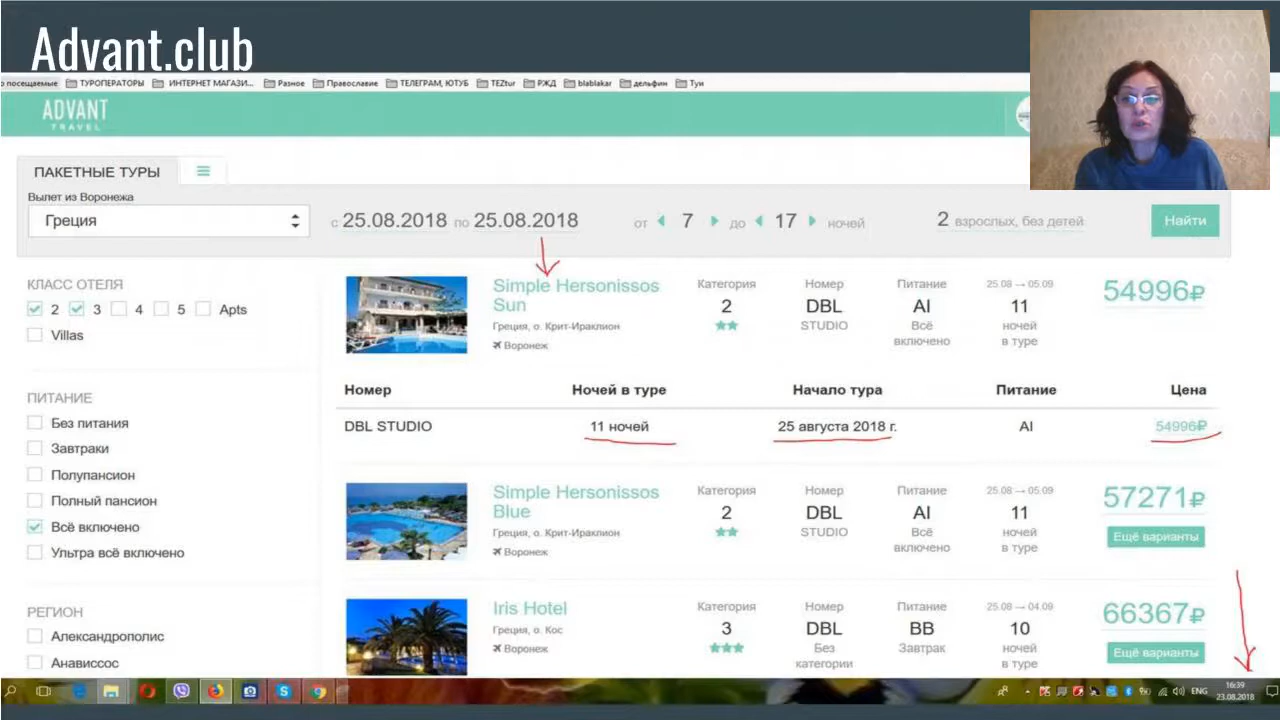 Advant.club
о посещаемые ТУРОПЕРАТОРЫ ИНТЕРНЕТ МАГАЗИ... Разное Православие ТЕЛЕГРАМ, ЮТУБ TEZtur РЖД blablakar дельфин Туи
ADVANT
TRAVEL
ПАКЕТНЫЕ ТУРЫ
Вылет из Воронежа
Греция
с 25.08.2018 по 25.08.2018
от 7 до 17 ночей
2 взрослых, без детей
Найти
КЛАСС ОТЕЛЯ
2 3 4 5 Apts
Villas
ПИТАНИЕ
Без питания
Завтраки
Полупансион
Полный пансион
Всё включено
Ультра всё включено
РЕГИОН
Александрополис
Анависсос
Simple Hersonissos
Sun
Греция, о. Крит-Ираклион
Воронеж
Категория
2
Номер
DBL
STUDIO
Питание
AI
Всё
включено
25.08 → 05.09
11
ночей
в туре
54996₽
Номер Ночей в туре Начало тура Питание Цена
DBL STUDIO 11 ночей 25 августа 2018 г. AI 54996₽
Simple Hersonissos
Blue
Греция, о. Крит-Ираклион
Воронеж
Категория
2
Номер
DBL
STUDIO
Питание
AI
Всё
включено
25.08 → 05.09
11
ночей
в туре
57271₽
Ещё варианты
Iris Hotel
Греция, о. Кос
Воронеж
Категория
3
Номер
DBL
Без
категории
Питание
BB
Завтрак
25.08 → 04.09
10
ночей
в туре
66367₽
Ещё варианты
ENG
16:39
23.08.2018